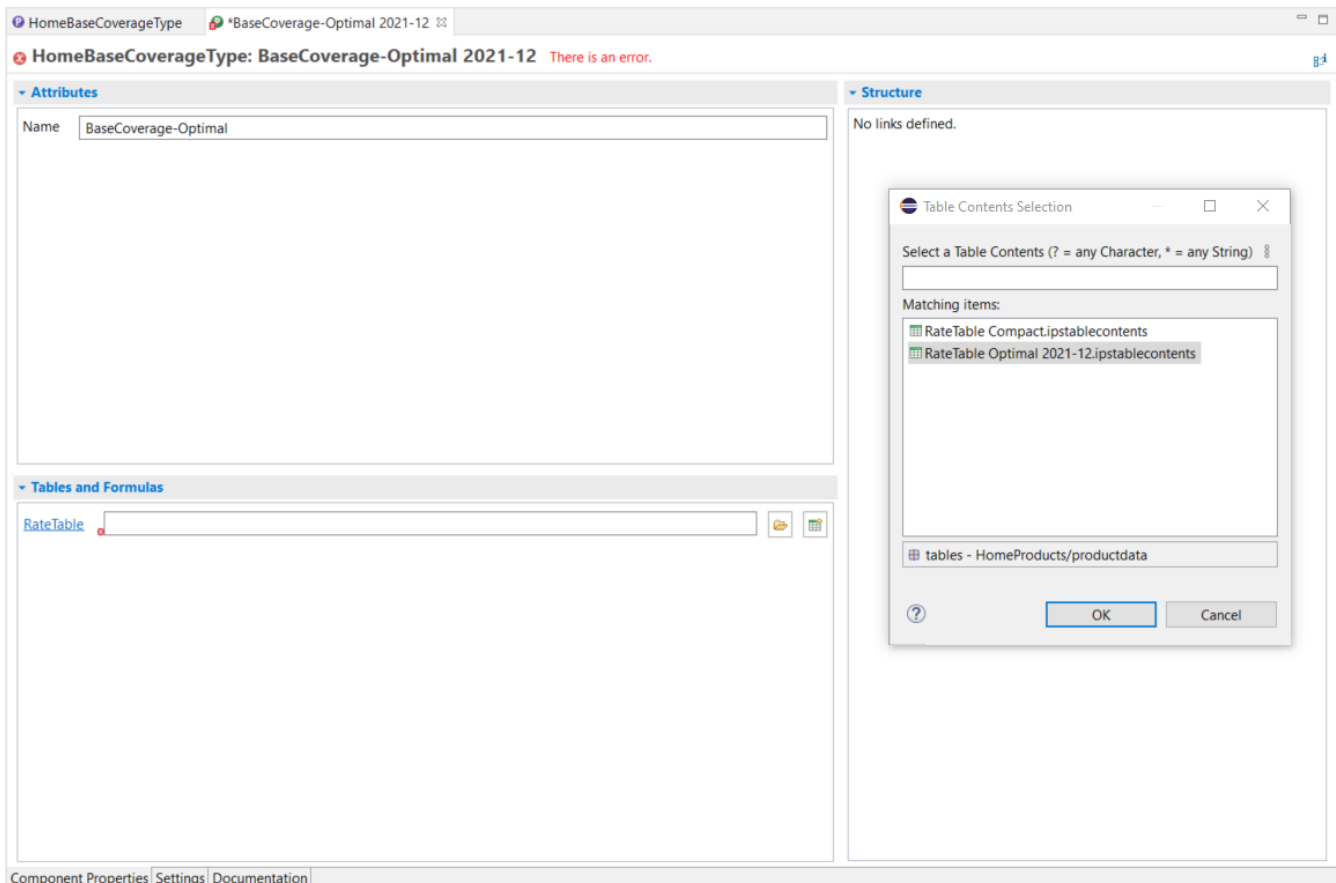 HomeBaseCoverageType *BaseCoverage-Optimal 2021-12
HomeBaseCoverageType: BaseCoverage-Optimal 2021-12 There is an error.
Attributes
Name BaseCoverage-Optimal
Tables and Formulas
RateTable
Structure
No links defined.
Table Contents Selection
Select a Table Contents (? = any Character, * = any String)
Matching items:
RateTable Compact.ipstablecontents
RateTable Optimal 2021-12.ipstablecontents
tables - HomeProducts/productdata
OK Cancel
Component Properties Settings Documentation